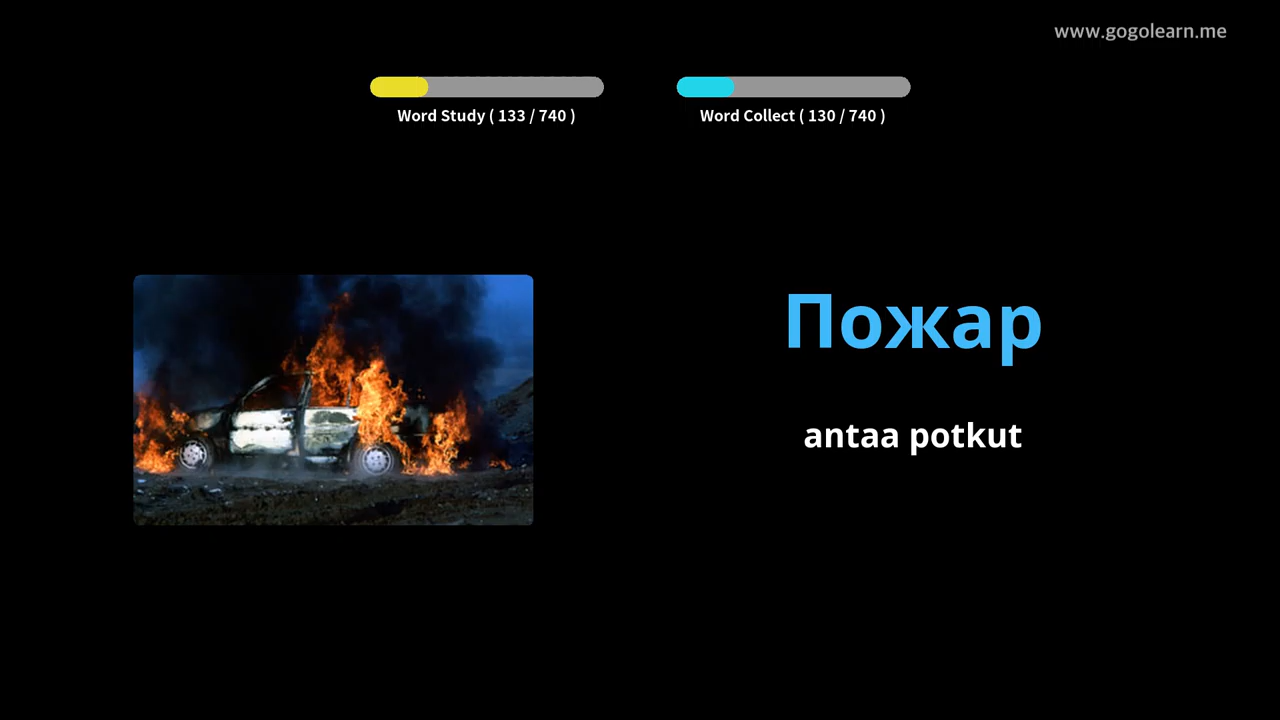 www.gogolearn.me
Word Study ( 133 / 740 )
Word Collect ( 130 / 740 )
Пожар
antaa potkut